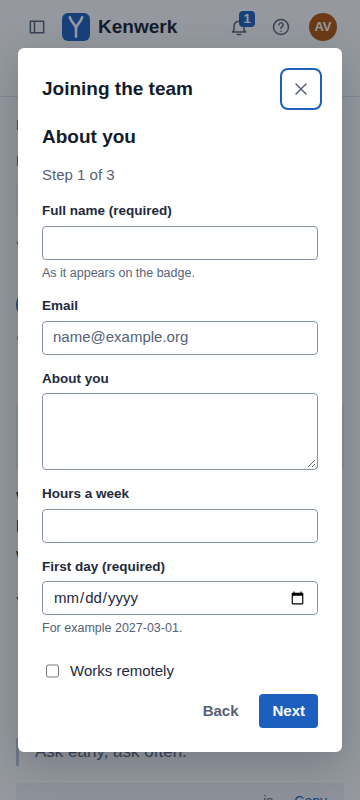 Kenwerk
1
AV
Joining the team
About you
Step 1 of 3
Full name (required)
As it appears on the badge.
Email
name@example.org
About you
Hours a week
First day (required)
mm/dd/yyyy
For example 2027-03-01.
Works remotely
Back
Next
Ask early, ask often.
Copy